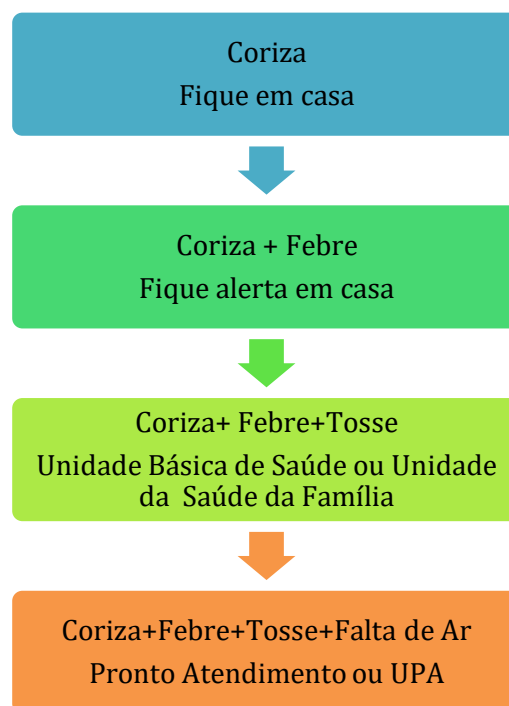 Coriza
Fique em casa
Coriza + Febre
Fique alerta em casa
Coriza+ Febre+Tosse
Unidade Básica de Saúde ou Unidade
da Saúde da Família
Coriza+Febre+Tosse+Falta de Ar
Pronto Atendimento ou UPA